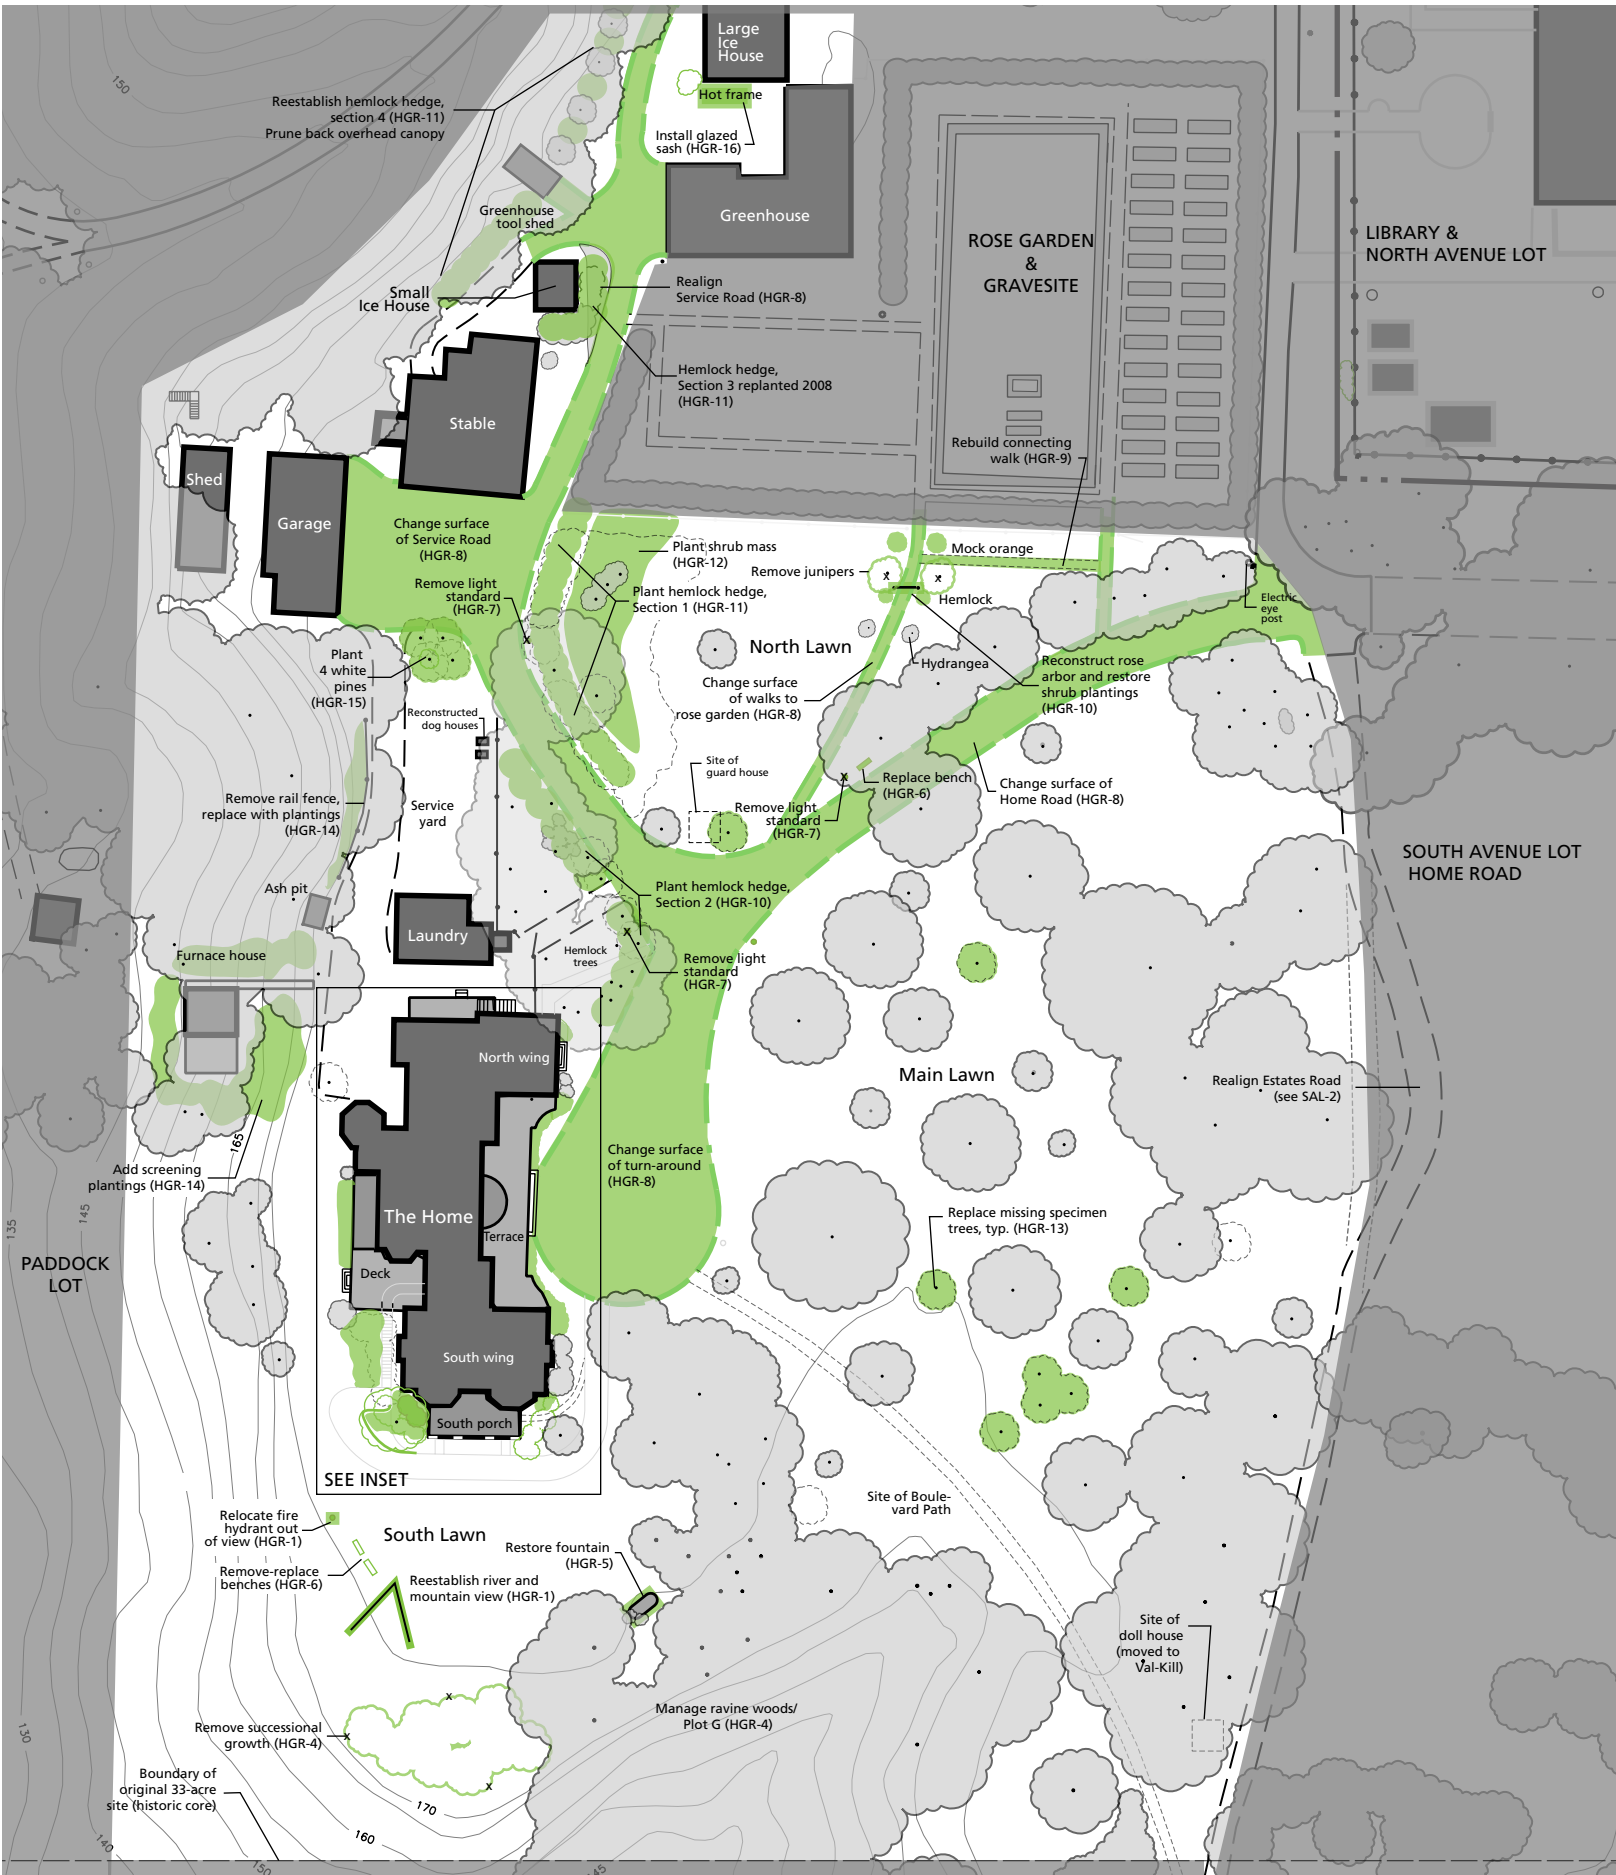 Large
Ice
House
150
Hot frame
Reestablish hemlock hedge,
section 4 (HGR-11)
Prune back overhead canopy
Install glazed
sash (HGR-16)
Greenhouse
tool shed
Greenhouse
ROSE GARDEN
&
GRAVESITE
LIBRARY &
NORTH AVENUE LOT
Small
Ice House
Realign
Service Road (HGR-8)
Hemlock hedge,
Section 3 replanted 2008
(HGR-11)
Stable
Rebuild connecting
walk (HGR-9)
Shed
Garage
Change surface
of Service Road
(HGR-8)
Plant shrub mass
(HGR-12)
Mock orange
Remove junipers
Remove light
standard
(HGR-7)
Plant hemlock hedge,
Section 1 (HGR-11)
Hemlock
Electric
eye
post
North Lawn
Hydrangea
Plant
4 white
pines
(HGR-15)
Change surface
of walks to
rose garden (HGR-8)
Reconstruct rose
arbor and restore
shrub plantings
(HGR-10)
Reconstructed
dog houses
Site of
guard house
Replace bench
(HGR-6)
Change surface of
Home Road (HGR-8)
Remove rail fence,
replace with plantings
(HGR-14)
Service
yard
Remove light
standard
(HGR-7)
SOUTH AVENUE LOT
HOME ROAD
Ash pit
Plant hemlock hedge,
Section 2 (HGR-10)
Laundry
Hemlock
trees
Furnace house
Remove light
standard
(HGR-7)
North wing
Main Lawn
Realign Estates Road
(see SAL-2)
165
Add screening
plantings (HGR-14)
Change surface
of turn-around
(HGR-8)
145
135
The Home
Terrace
Replace missing specimen
trees, typ. (HGR-13)
PADDOCK
LOT
Deck
South wing
South porch
SEE INSET
Site of Boule-
vard Path
Relocate fire
hydrant out
of view (HGR-1)
South Lawn
Restore fountain
(HGR-5)
Remove-replace
benches (HGR-6)
Reestablish river and
mountain view (HGR-1)
Site of
doll house
(moved to
Val-Kill)
Manage ravine woods/
Plot G (HGR-4)
Remove successional
growth (HGR-4)
130
Boundary of
original 33-acre
site (historic core)
170
160
140
150
x
x
x
x
x
x
x
x